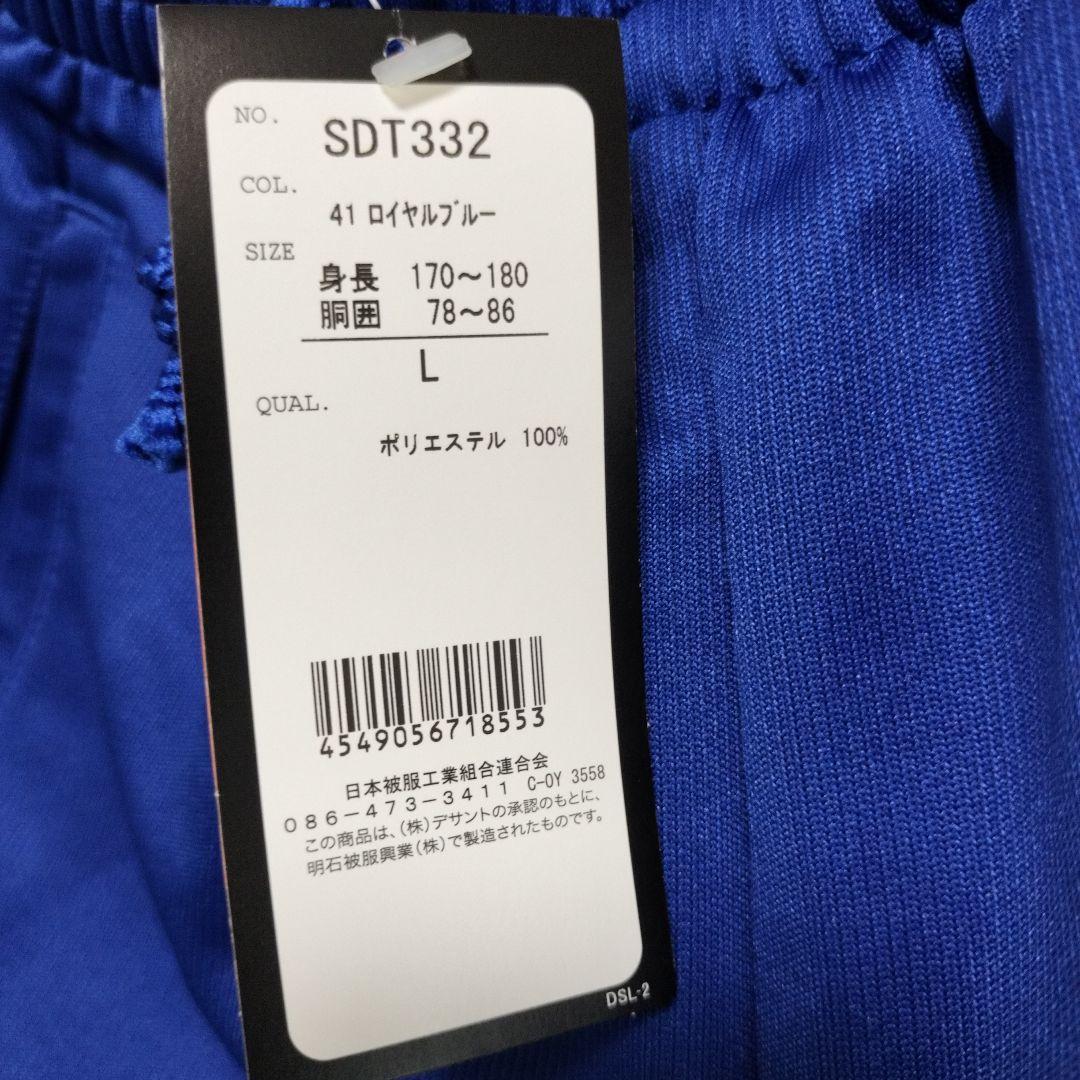 NO.
SDT332
COL.
41 ロイヤルブルー
SIZE
身長 170～180
胴囲 78～86
L
QUAL.
ポリエステル 100%
4549056718553
日本被服工業組合連合会
086－473－3411 C-OY 3558
この商品は、(株)デサントの承認のもとに、
明石被服興業(株)で製造されたものです。
DSL-2